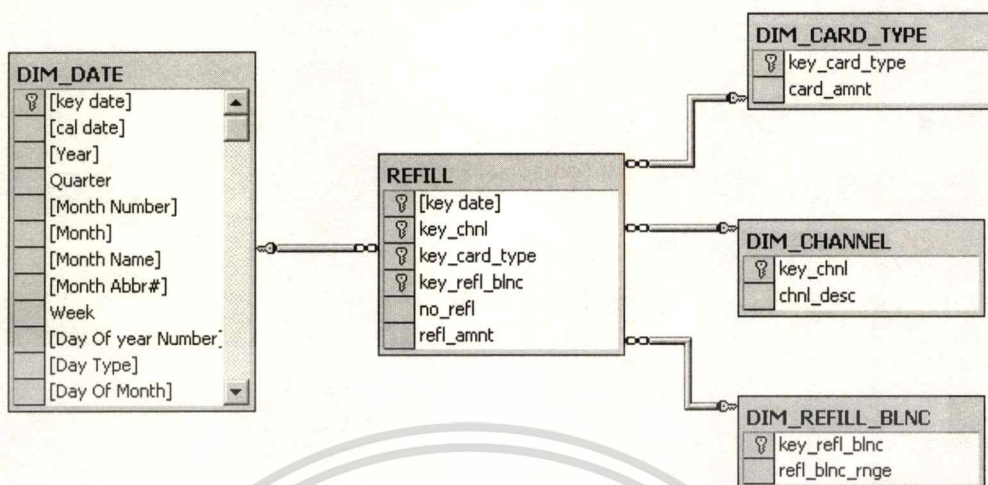 DIM_DATE
[key date]
[cal date]
[Year]
Quarter
[Month Number]
[Month]
[Month Name]
[Month Abbr#]
Week
[Day Of year Number]
[Day Type]
[Day Of Month]
REFILL
[key date]
key_chnl
key_card_type
key_refl_blnc
no_refl
refl_amnt
DIM_CARD_TYPE
key_card_type
card_amnt
DIM_CHANNEL
key_chnl
chnl_desc
DIM_REFILL_BLNC
key_refl_blnc
refl_blnc_rnge